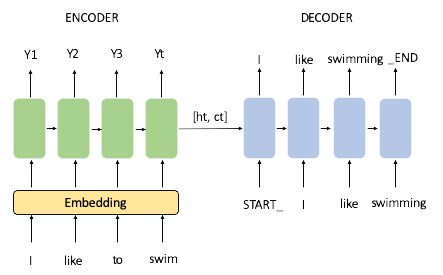 ENCODER DECODER
Y1 Y2 Y3 Yt I like swimming _END
[ht, ct]
Embedding START_ I like swimming
I like to swim